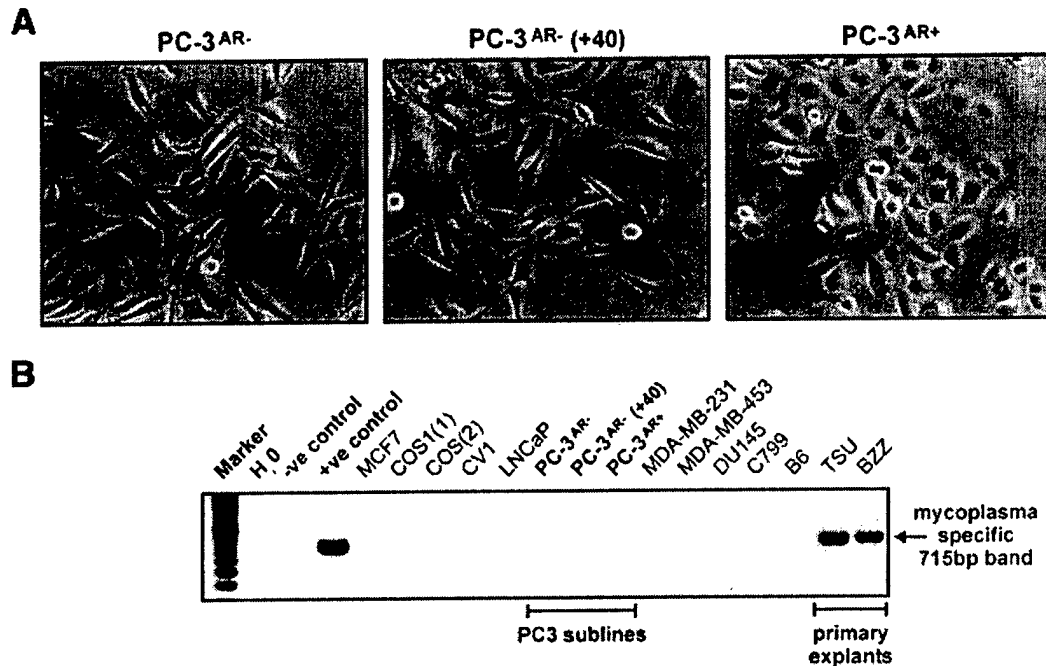 A
PC-3AR-
PC-3AR- (+40)
PC-3AR+
B
Marker
H2O
-ve control
+ve control
MCF7
COS1(1)
COS(2)
CV1
LNCaP
PC-3AR-
PC-3AR- (+40)
PC-3AR+
MDA-MB-231
MDA-MB-453
DU145
C799
B6
TSU
BZZ
mycoplasma
specific
715bp band
PC3 sublines
primary
explants